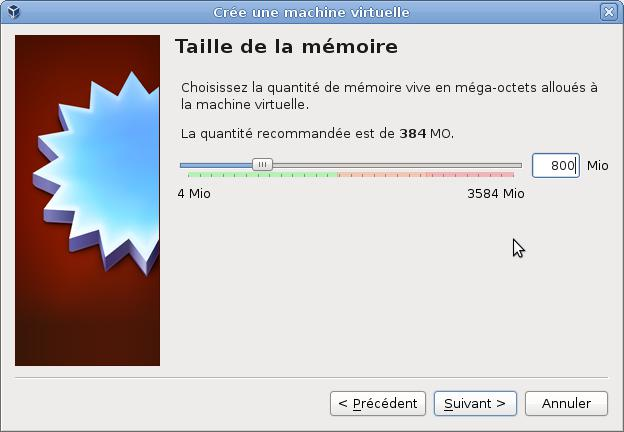 Crée une machine virtuelle
Taille de la mémoire
Choisissez la quantité de mémoire vive en méga-octets alloués à
la machine virtuelle.
La quantité recommandée est de 384 MO.
800 Mio
4 Mio 3584 Mio
< Précédent Suivant > Annuler